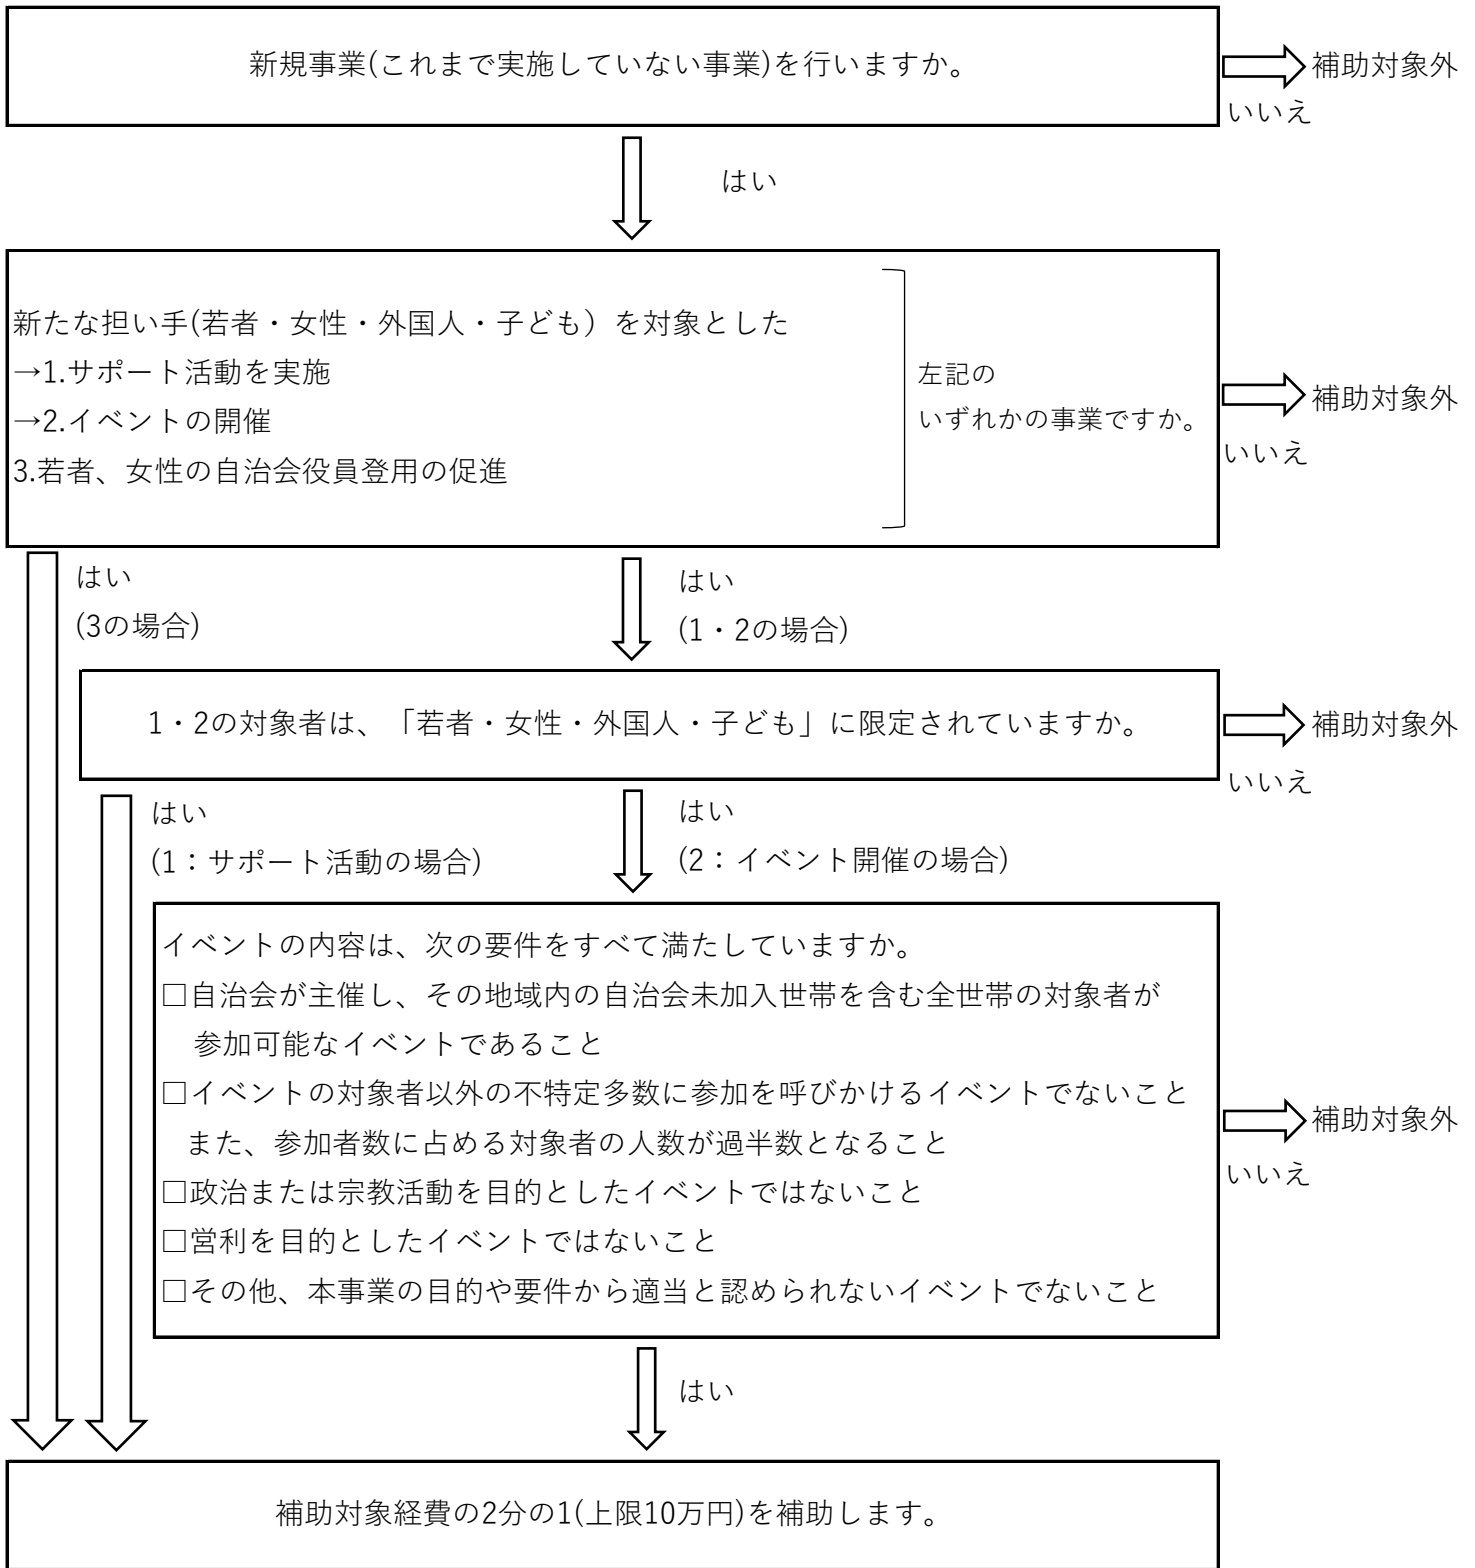 新規事業(これまで実施していない事業)を行いますか。
補助対象外
いいえ
はい
新たな担い手(若者・女性・外国人・子ども）を対象とした
→1.サポート活動を実施
→2.イベントの開催
3.若者、女性の自治会役員登用の促進
左記の
いずれかの事業ですか。
補助対象外
いいえ
はい
(3の場合)
はい
(1・2の場合)
1・2の対象者は、「若者・女性・外国人・子ども」に限定されていますか。
補助対象外
いいえ
はい
(1：サポート活動の場合)
はい
(2：イベント開催の場合)
イベントの内容は、次の要件をすべて満たしていますか。
□自治会が主催し、その地域内の自治会未加入世帯を含む全世帯の対象者が
参加可能なイベントであること
□イベントの対象者以外の不特定多数に参加を呼びかけるイベントでないこと
また、参加者数に占める対象者の人数が過半数となること
□政治または宗教活動を目的としたイベントではないこと
□営利を目的としたイベントではないこと
□その他、本事業の目的や要件から適当と認められないイベントでないこと
補助対象外
いいえ
はい
補助対象経費の2分の1(上限10万円)を補助します。